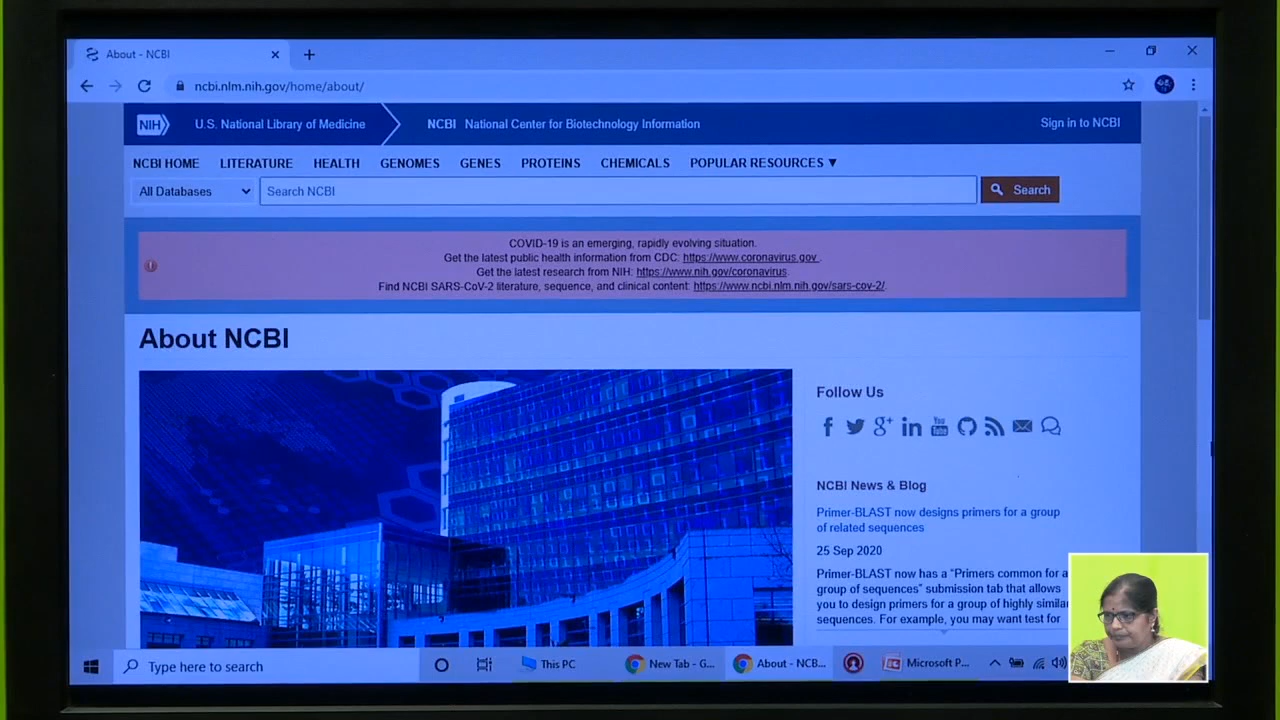 About - NCBI
ncbi.nlm.nih.gov/home/about/
NIH U.S. National Library of Medicine NCBI National Center for Biotechnology Information Sign in to NCBI
NCBI HOME LITERATURE HEALTH GENOMES GENES PROTEINS CHEMICALS POPULAR RESOURCES ▼
All Databases Search NCBI Search
COVID-19 is an emerging, rapidly evolving situation.
Get the latest public health information from CDC: https://www.coronavirus.gov .
Get the latest research from NIH: https://www.nih.gov/coronavirus.
Find NCBI SARS-CoV-2 literature, sequence, and clinical content: https://www.ncbi.nlm.nih.gov/sars-cov-2/.
About NCBI
Follow Us
You Tube
NCBI News & Blog
Primer-BLAST now designs primers for a group
of related sequences
25 Sep 2020
Primer-BLAST now has a “Primers common for a
group of sequences” submission tab that allows
you to design primers for a group of highly similar
sequences. For example, you may want test for
Type here to search This PC New Tab - G... About - NCB... Microsoft P...